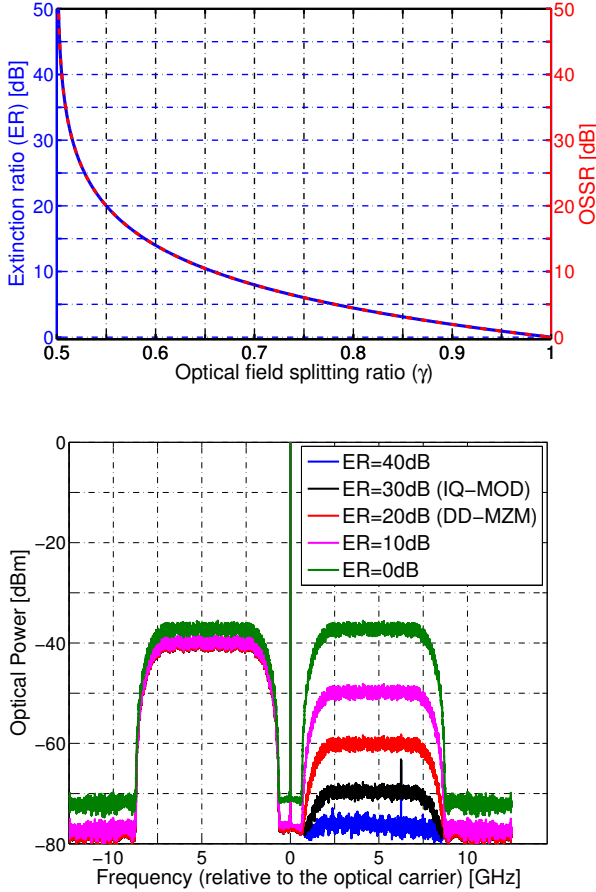 50
40
30
20
10
0
Extinction ratio (ER) [dB]
50
40
30
20
10
0
OSSR [dB]
0.5 0.6 0.7 0.8 0.9 1
Optical field splitting ratio (γ)
0
−20
−40
−60
−80
Optical Power [dBm]
ER=40dB
ER=30dB (IQ−MOD)
ER=20dB (DD−MZM)
ER=10dB
ER=0dB
−10 5 0 5 10
Frequency (relative to the optical carrier) [GHz]